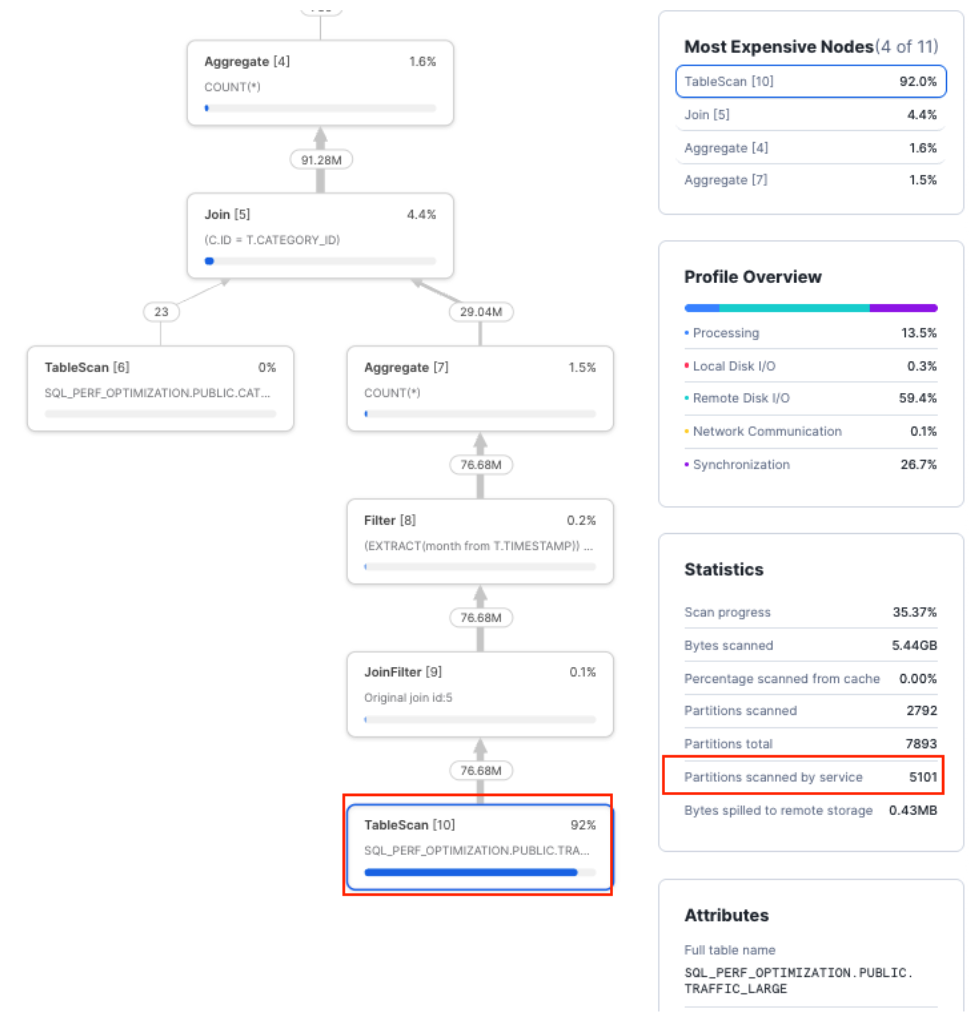 Aggregate [4] 1.6%
COUNT(*)
91.28M
Join [5] 4.4%
(C.ID = T.CATEGORY_ID)
23
29.04M
TableScan [6] 0%
SQL_PERF_OPTIMIZATION.PUBLIC.CAT...
Aggregate [7] 1.5%
COUNT(*)
76.68M
Filter [8] 0.2%
(EXTRACT(month from T.TIMESTAMP)) ...
76.68M
JoinFilter [9] 0.1%
Original join id:5
76.68M
TableScan [10] 92%
SQL_PERF_OPTIMIZATION.PUBLIC.TRA...
Most Expensive Nodes(4 of 11)
TableScan [10] 92.0%
Join [5] 4.4%
Aggregate [4] 1.6%
Aggregate [7] 1.5%
Profile Overview
Processing 13.5%
Local Disk I/O 0.3%
Remote Disk I/O 59.4%
Network Communication 0.1%
Synchronization 26.7%
Statistics
Scan progress 35.37%
Bytes scanned 5.44GB
Percentage scanned from cache 0.00%
Partitions scanned 2792
Partitions total 7893
Partitions scanned by service 5101
Bytes spilled to remote storage 0.43MB
Attributes
Full table name
SQL_PERF_OPTIMIZATION.PUBLIC.
TRAFFIC_LARGE